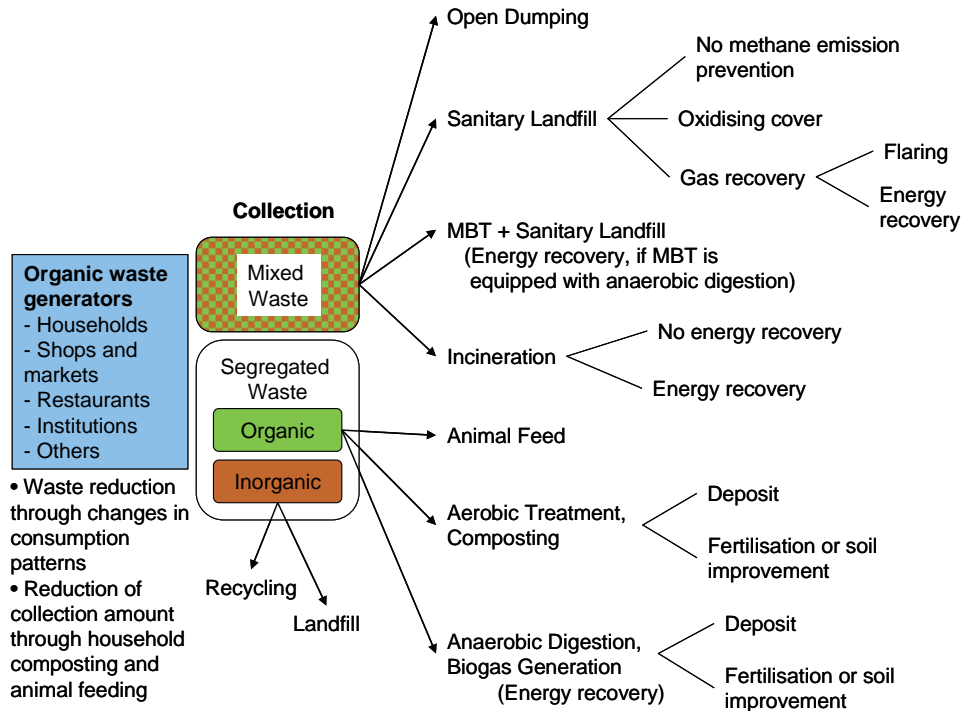 Open Dumping
No methane emission
prevention
Sanitary Landfill
Oxidising cover
Gas recovery
Flaring
Energy
recovery
Collection
Mixed
Waste
MBT + Sanitary Landfill
(Energy recovery, if MBT is
equipped with anaerobic digestion)
Incineration
No energy recovery
Energy recovery
Organic waste
generators
- Households
- Shops and
markets
- Restaurants
- Institutions
- Others
• Waste reduction
through changes in
consumption
patterns
• Reduction of
collection amount
through household
composting and
animal feeding
Segregated
Waste
Organic
Inorganic
Recycling
Landfill
Animal Feed
Aerobic Treatment,
Composting
Deposit
Fertilisation or soil
improvement
Anaerobic Digestion,
Biogas Generation
(Energy recovery)
Deposit
Fertilisation or soil
improvement